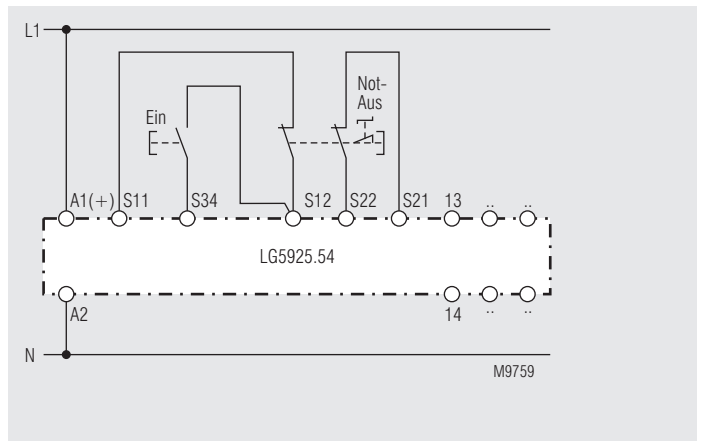 L1
Not-
Aus
Ein
A1(+) S11 S34 S12 S22 S21 13 .. ..
LG5925.54
A2 14 .. ..
N
M9759